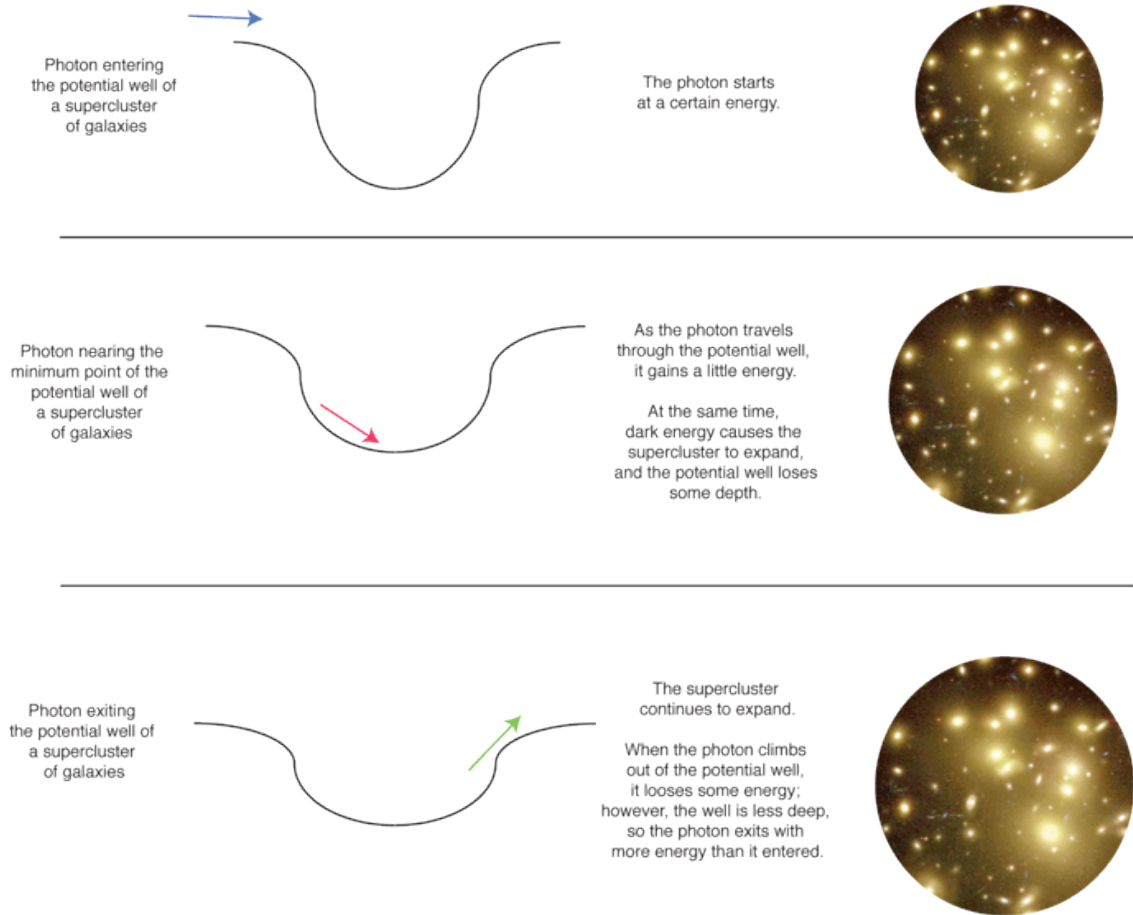 Photon entering
the potential well of
a supercluster
of galaxies
The photon starts
at a certain energy.
Photon nearing the
minimum point of the
potential well of
a supercluster
of galaxies
As the photon travels
through the potential well,
it gains a little energy.
At the same time,
dark energy causes the
supercluster to expand,
and the potential well loses
some depth.
Photon exiting
the potential well of
a supercluster
of galaxies
The supercluster
continues to expand.
When the photon climbs
out of the potential well,
it looses some energy;
however, the well is less deep,
so the photon exits with
more energy than it entered.